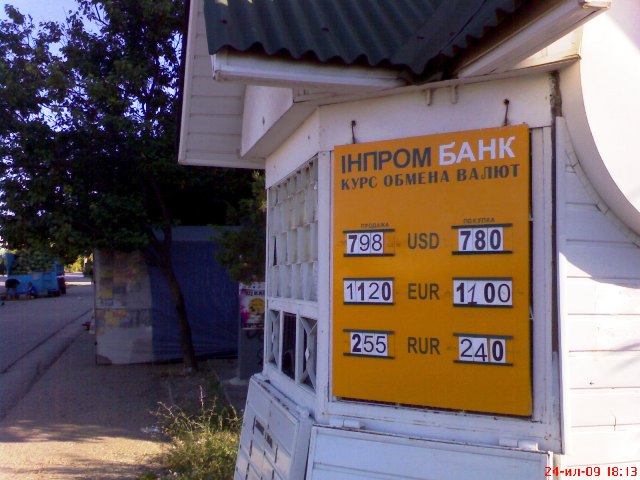 ІНПРОМ БАНК
КУРС ОБМЕНА ВАЛЮТ
ПРОДАЖА ПОКУПКА
798 USD 780
1120 EUR 1100
255 RUR 240
24-ил-09 18:13